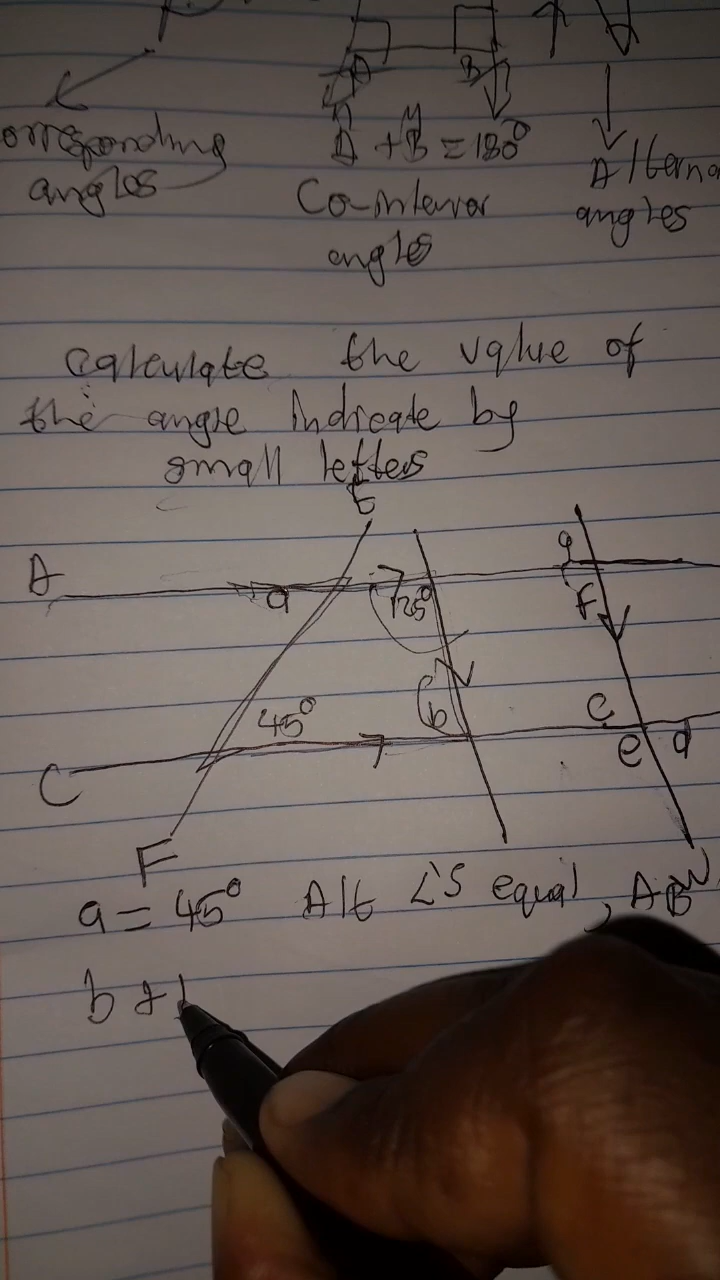 A B
orresponding
angles
A + B = 180°
Co-interior
angles
Alterna
angles
Calculate the value of
the angle indicate by
small letters
E
A
a
125°
g
f
45°
b
c
C
e d
F
a = 45° Alt ∠'S equal, AB
b +